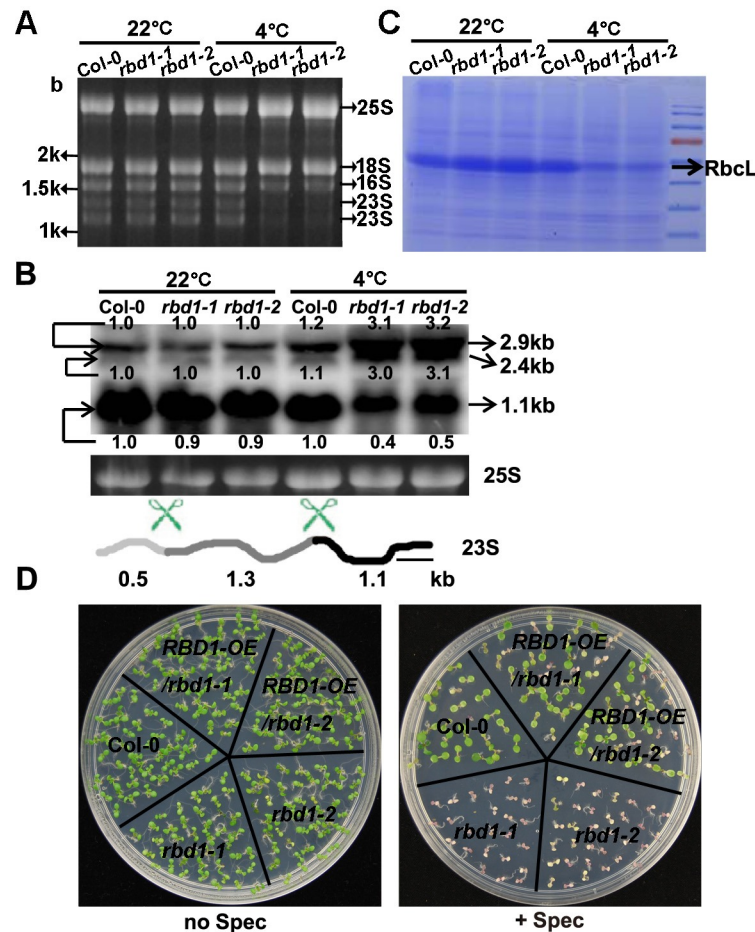 A
22°C 4°C
Col-0 rbd1-1 rbd1-2 Col-0 rbd1-1 rbd1-2
b
25S
2k
18S
1.5k
16S
23S
23S
1k
C
22°C 4°C
Col-0 rbd1-1 rbd1-2 Col-0 rbd1-1 rbd1-2
RbcL
B
22°C 4°C
Col-0 rbd1-1 rbd1-2 Col-0 rbd1-1 rbd1-2
1.0 1.0 1.0 1.2 3.1 3.2
2.9kb
2.4kb
1.0 1.0 1.0 1.1 3.0 3.1
1.1kb
1.0 0.9 0.9 1.0 0.4 0.5
25S
23S
0.5 1.3 1.1 kb
D
RBD1-OE
/rbd1-1
RBD1-OE
/rbd1-2
Col-0
rbd1-1
rbd1-2
no Spec
RBD1-OE
/rbd1-1
RBD1-OE
/rbd1-2
Col-0
rbd1-1
rbd1-2
+ Spec